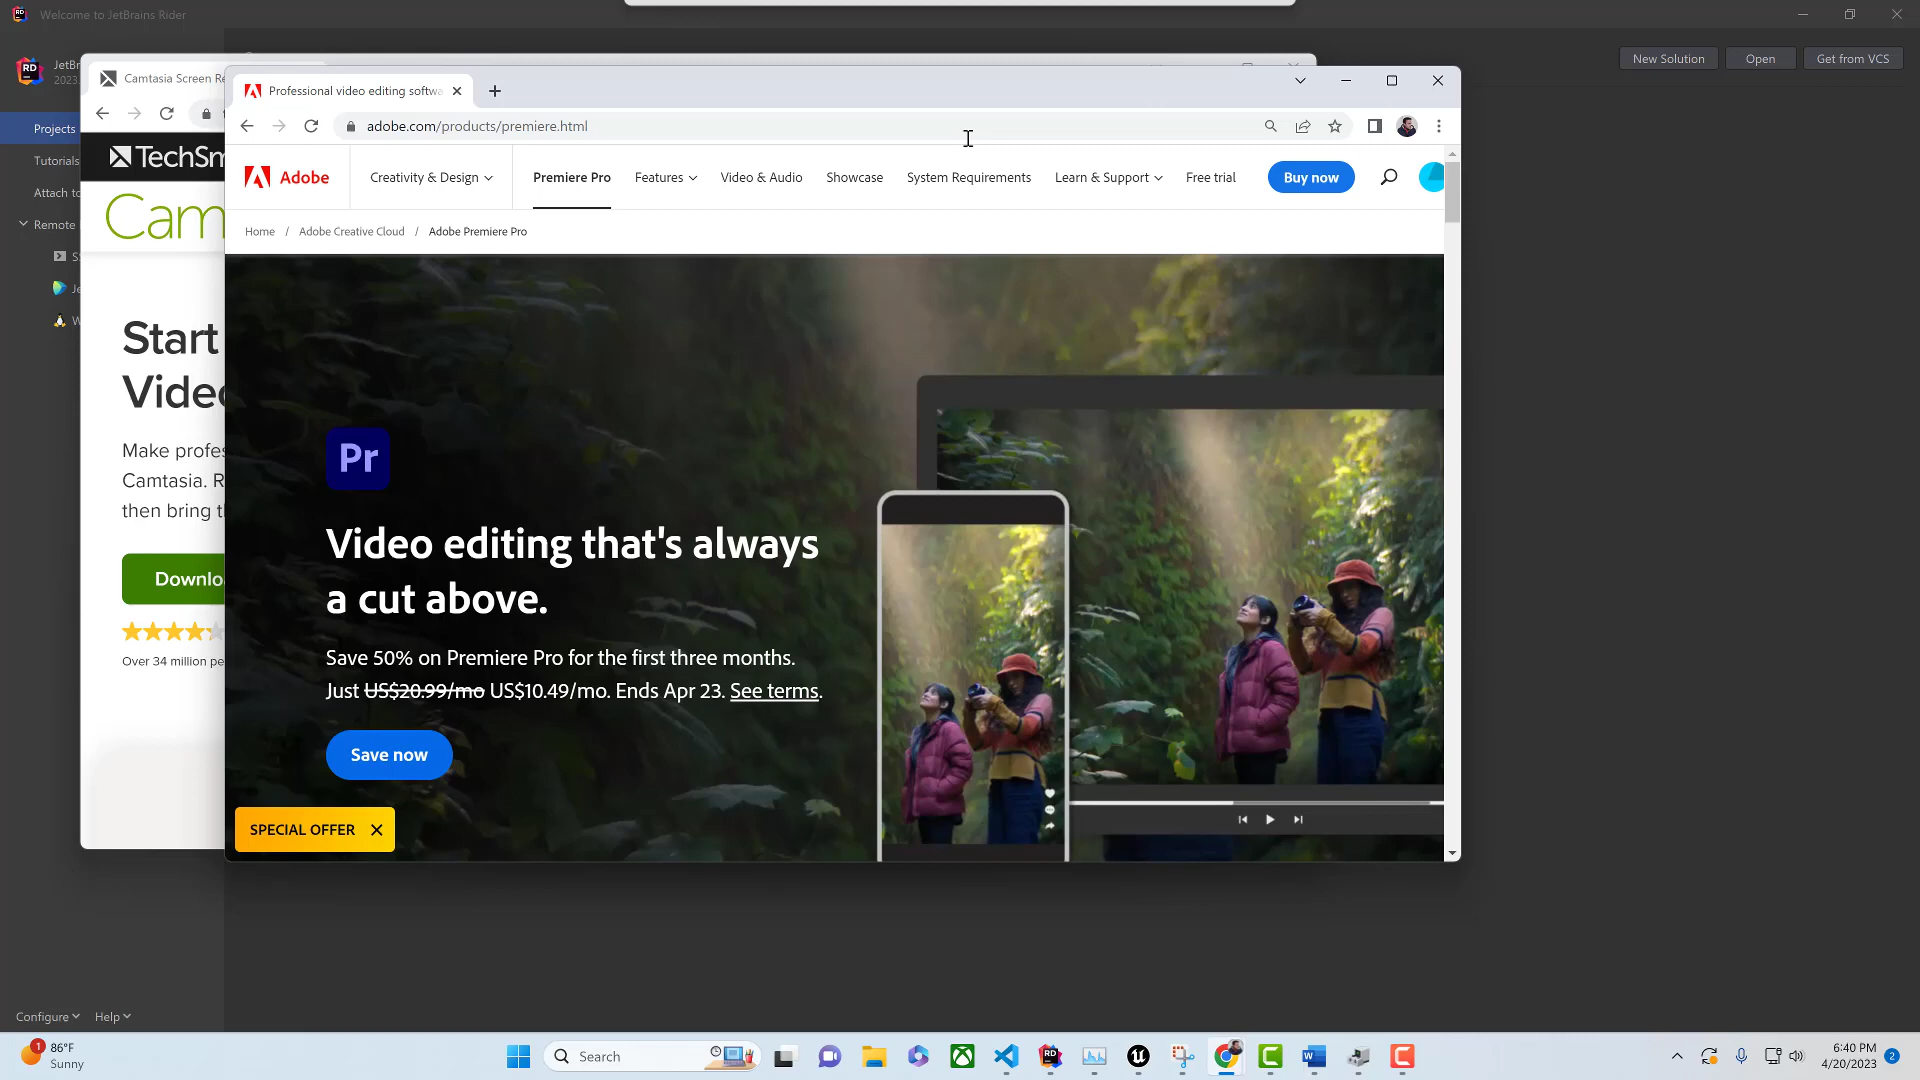 Welcome to JetBrains Rider
New Solution
Open
Get from VCS
Projects
Tutorials
Remote
Configure
Help
Camtasia Screen Re
TechSm
Cam
Start
Make profes
Camtasia. R
then bring
Downlo
Over 34 million pe
Professional video editing softwa
adobe.com/products/premiere.html
Adobe
Creativity & Design
Premiere Pro
Features
Video & Audio
Showcase
System Requirements
Learn & Support
Free trial
Buy now
Home / Adobe Creative Cloud / Adobe Premiere Pro
Pr
Video editing that's always
a cut above.
Save 50% on Premiere Pro for the first three months.
Just US$20.99/mo US$10.49/mo. Ends Apr 23. See terms.
Save now
SPECIAL OFFER
1
86°F
Sunny
Search
RD
6:40 PM
4/20/2023
2